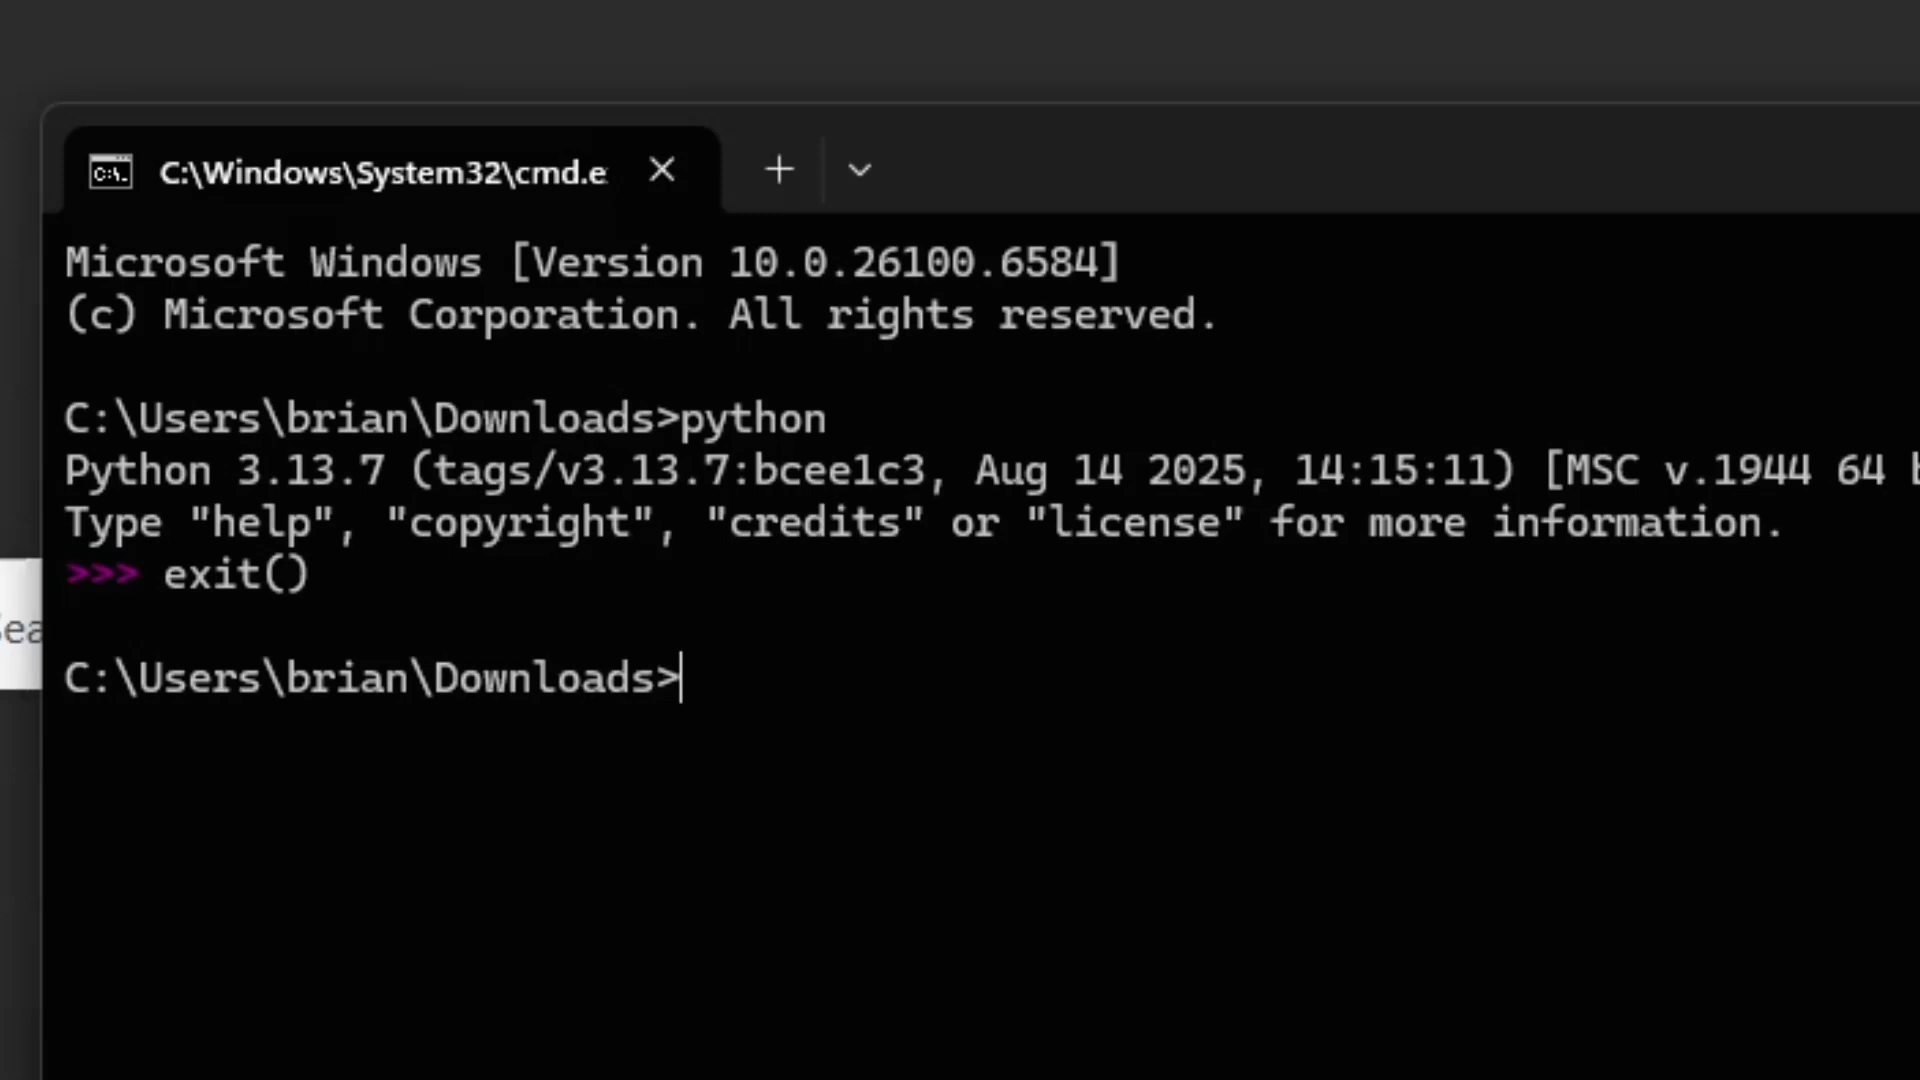 C:\Windows\System32\cmd.e
Microsoft Windows [Version 10.0.26100.6584]
(c) Microsoft Corporation. All rights reserved.
C:\Users\brian\Downloads>python
Python 3.13.7 (tags/v3.13.7:bcee1c3, Aug 14 2025, 14:15:11) [MSC v.1944 64 b
Type "help", "copyright", "credits" or "license" for more information.
>>> exit()
Sea
C:\Users\brian\Downloads>